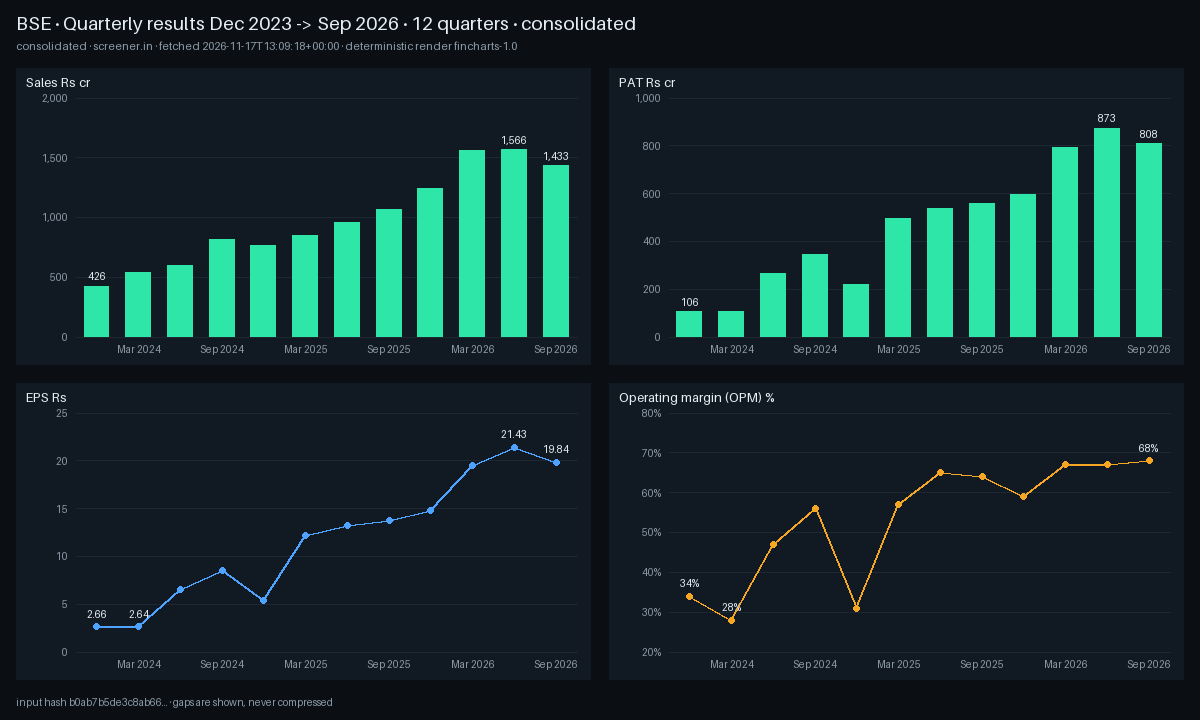 BSE · Quarterly results Dec 2023 -> Sep 2026 · 12 quarters · consolidated
consolidated · screener.in · fetched 2026-11-17T13:09:18+00:00 · deterministic render fincharts-1.0
Sales Rs cr
2,000
1,500
1,000
500
0
426
1,566
1,433
Mar 2024
Sep 2024
Mar 2025
Sep 2025
Mar 2026
Sep 2026
PAT Rs cr
1,000
800
600
400
200
0
106
873
808
Mar 2024
Sep 2024
Mar 2025
Sep 2025
Mar 2026
Sep 2026
EPS Rs
25
20
15
10
5
0
2.66
2.64
21.43
19.84
Mar 2024
Sep 2024
Mar 2025
Sep 2025
Mar 2026
Sep 2026
Operating margin (OPM) %
80%
70%
60%
50%
40%
30%
20%
34%
28%
68%
Mar 2024
Sep 2024
Mar 2025
Sep 2025
Mar 2026
Sep 2026
input hash b0ab7b5de3c8ab66… · gaps are shown, never compressed